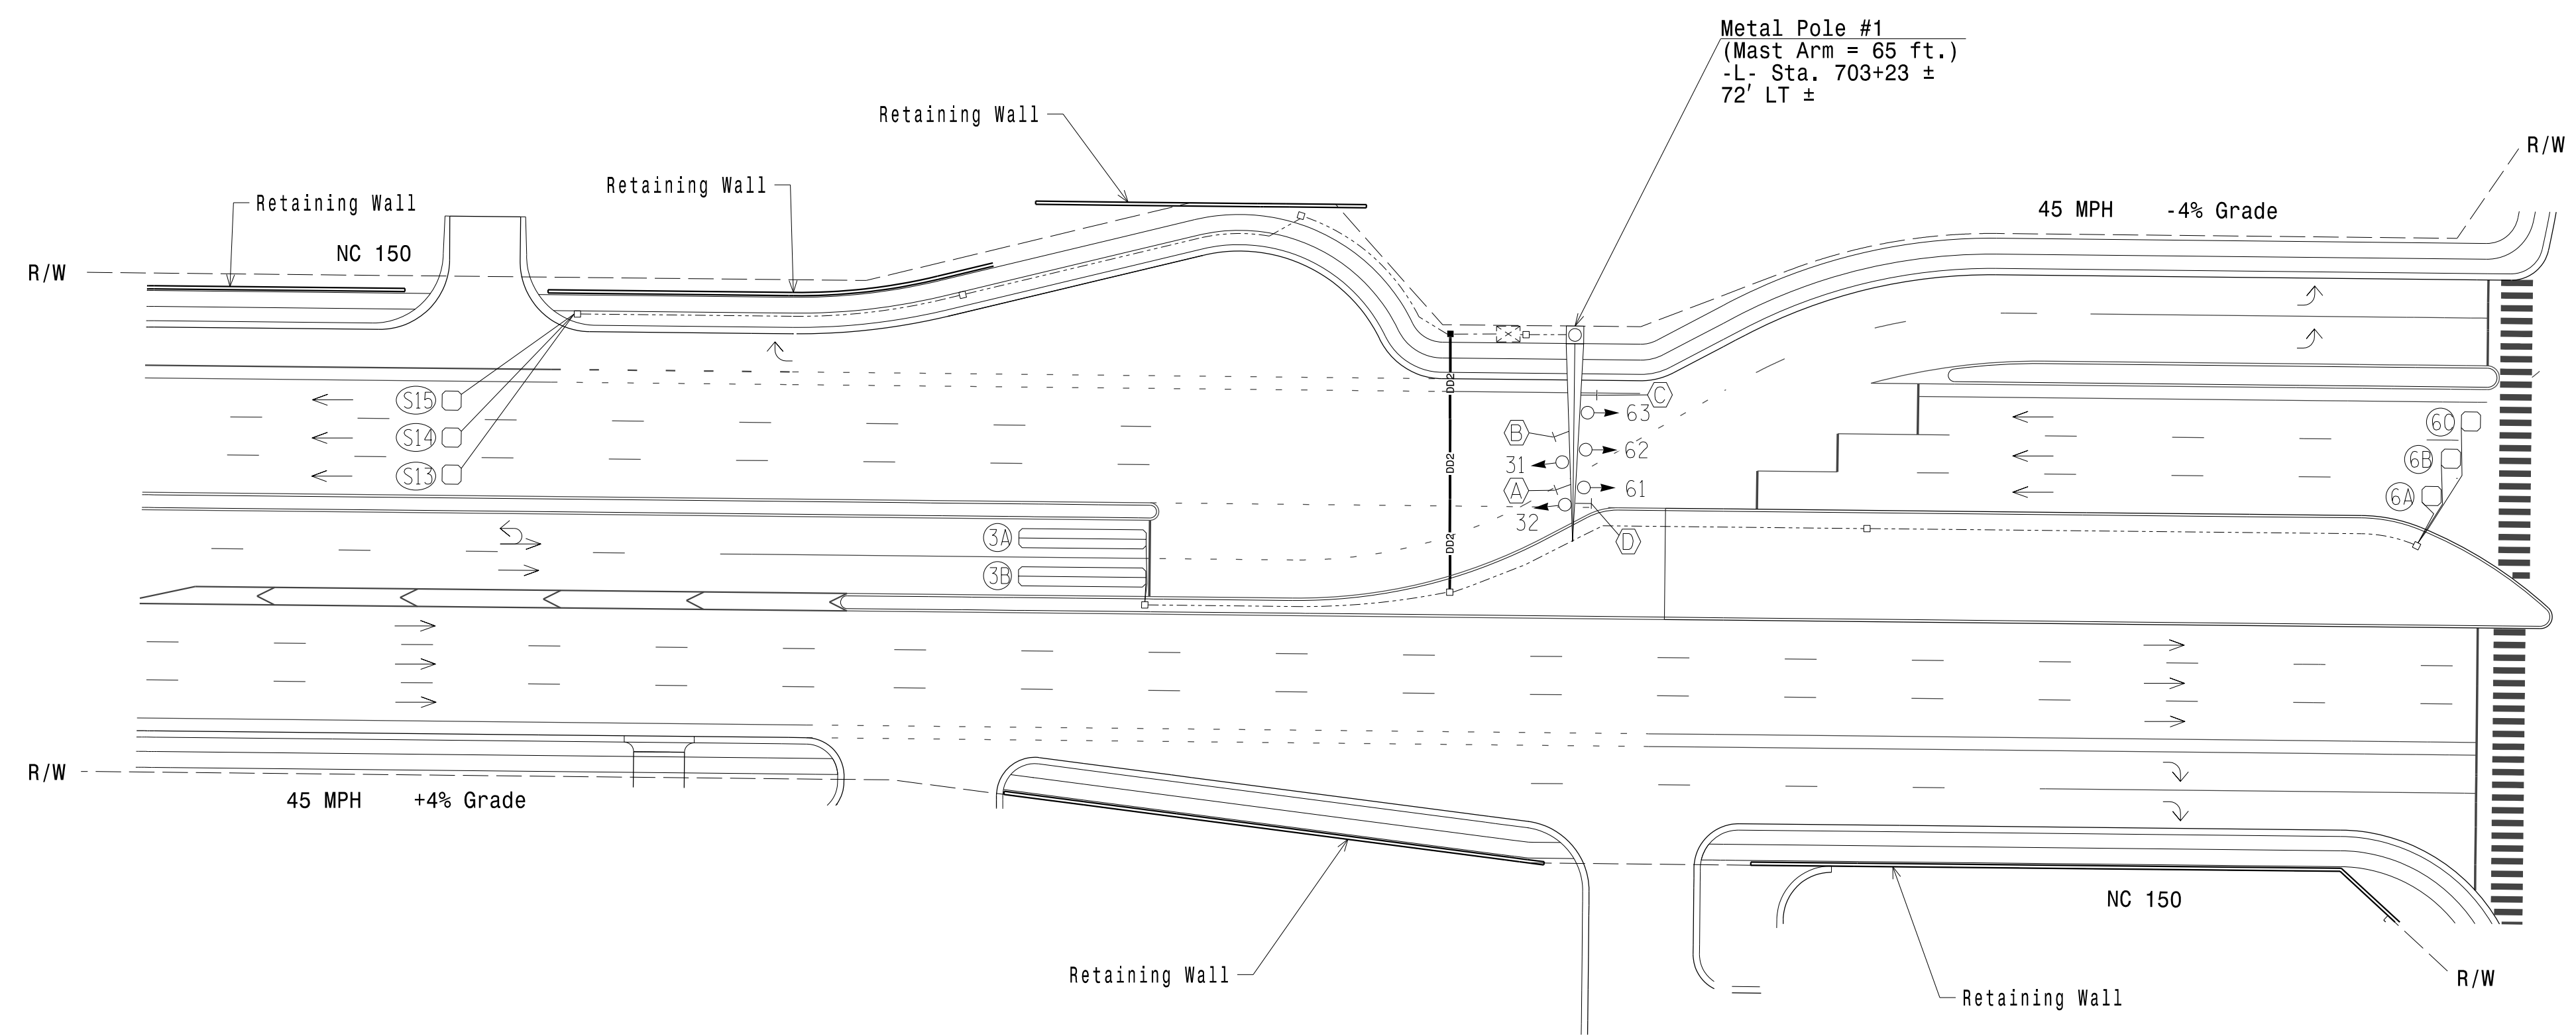 Metal Pole #1
(Mast Arm = 65 ft.)
-L- Sta. 703+23 ±
72' LT ±
Retaining Wall
R/W
Retaining Wall
Retaining Wall
45 MPH -4% Grade
NC 150
R/W
DD2
C
S15
63
6C
B
S14
62
6B
31
DD2
S13
A
61
6A
32
3A
D
DD2
3B
R/W
45 MPH +4% Grade
NC 150
Retaining Wall
R/W
Retaining Wall